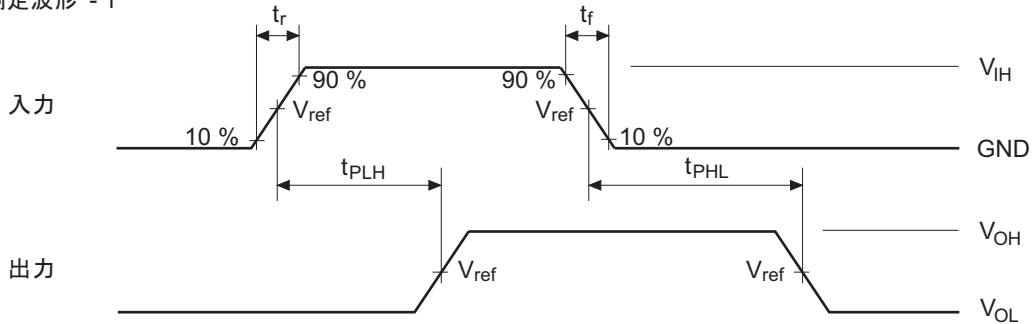 定波形 - 1
tr
tf
90 %
90 %
VIH
入力
Vref
Vref
10 %
10 %
GND
tPLH
tPHL
VOH
出力
Vref
Vref
VOL